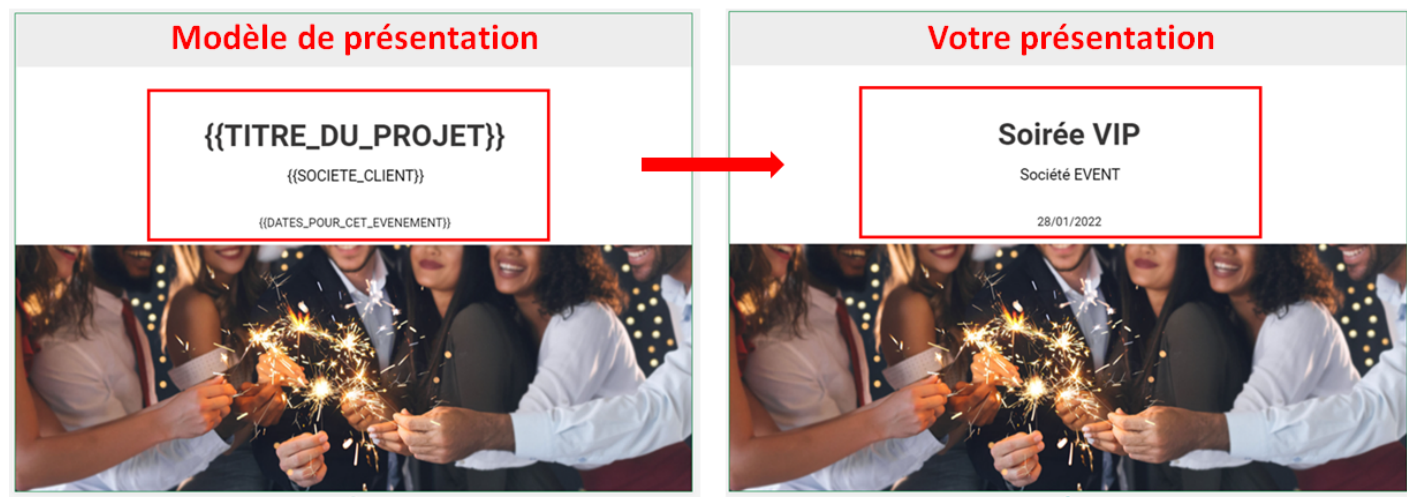 Modèle de présentation
{{TITRE_DU_PROJET}}
{{SOCIETE_CLIENT}}
{{DATES_POUR_CET_EVENEMENT}}
Votre présentation
Soirée VIP
Société EVENT
28/01/2022